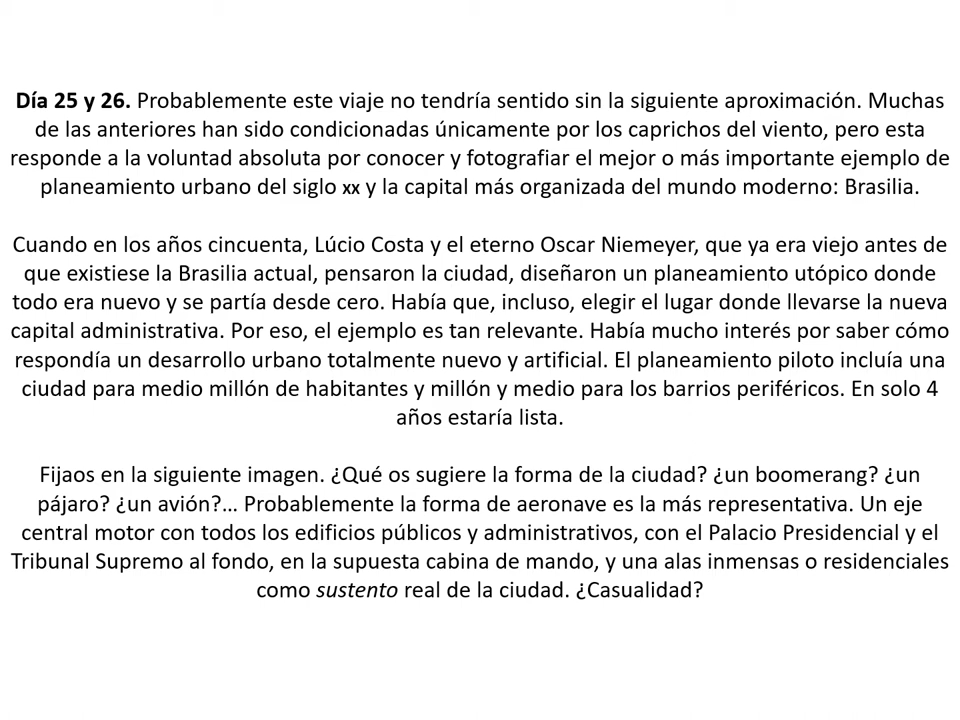 Día 25 y 26. Probablemente este viaje no tendría sentido sin la siguiente aproximación. Muchas
de las anteriores han sido condicionadas únicamente por los caprichos del viento, pero esta
responde a la voluntad absoluta por conocer y fotografiar el mejor o más importante ejemplo de
planeamiento urbano del siglo xx y la capital más organizada del mundo moderno: Brasilia.
Cuando en los años cincuenta, Lúcio Costa y el eterno Oscar Niemeyer, que ya era viejo antes de
que existiese la Brasilia actual, pensaron la ciudad, diseñaron un planeamiento utópico donde
todo era nuevo y se partía desde cero. Había que, incluso, elegir el lugar donde llevarse la nueva
capital administrativa. Por eso, el ejemplo es tan relevante. Había mucho interés por saber cómo
respondía un desarrollo urbano totalmente nuevo y artificial. El planeamiento piloto incluía una
ciudad para medio millón de habitantes y millón y medio para los barrios periféricos. En solo 4
años estaría lista.
Fijaos en la siguiente imagen. ¿Qué os sugiere la forma de la ciudad? ¿un boomerang? ¿un
pájaro? ¿un avión?... Probablemente la forma de aeronave es la más representativa. Un eje
central motor con todos los edificios públicos y administrativos, con el Palacio Presidencial y el
Tribunal Supremo al fondo, en la supuesta cabina de mando, y una alas inmensas o residenciales
como sustento real de la ciudad. ¿Casualidad?